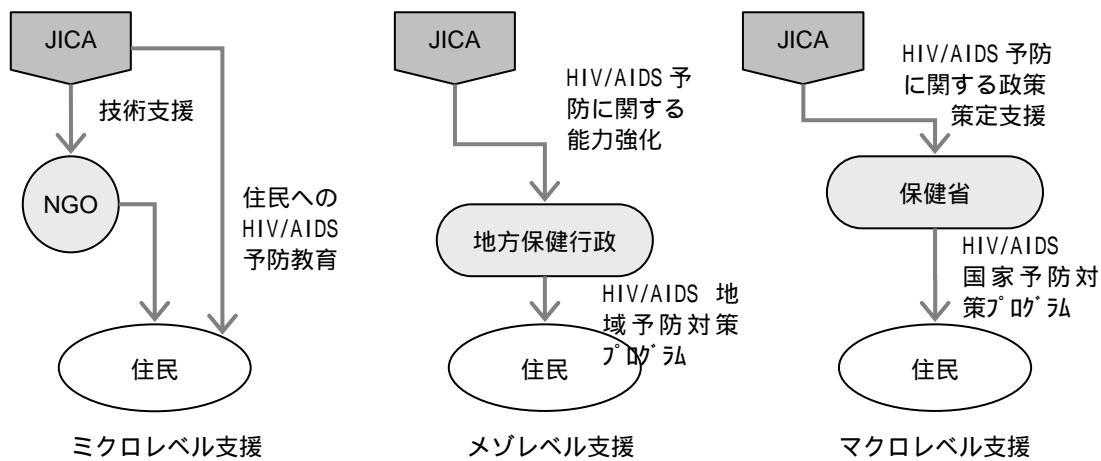 JICA
技術支援
NGO
住民への
HIV/AIDS
予防教育
住民
ミクロレベル支援
JICA
HIV/AIDS 予
防に関する
能力強化
地方保健行政
HIV/AIDS 地
域予防対策
プログラム
住民
メゾレベル支援
JICA
HIV/AIDS 予防
に関する政策
策定支援
保健省
HIV/AIDS
国家予防対
策プログラム
住民
マクロレベル支援